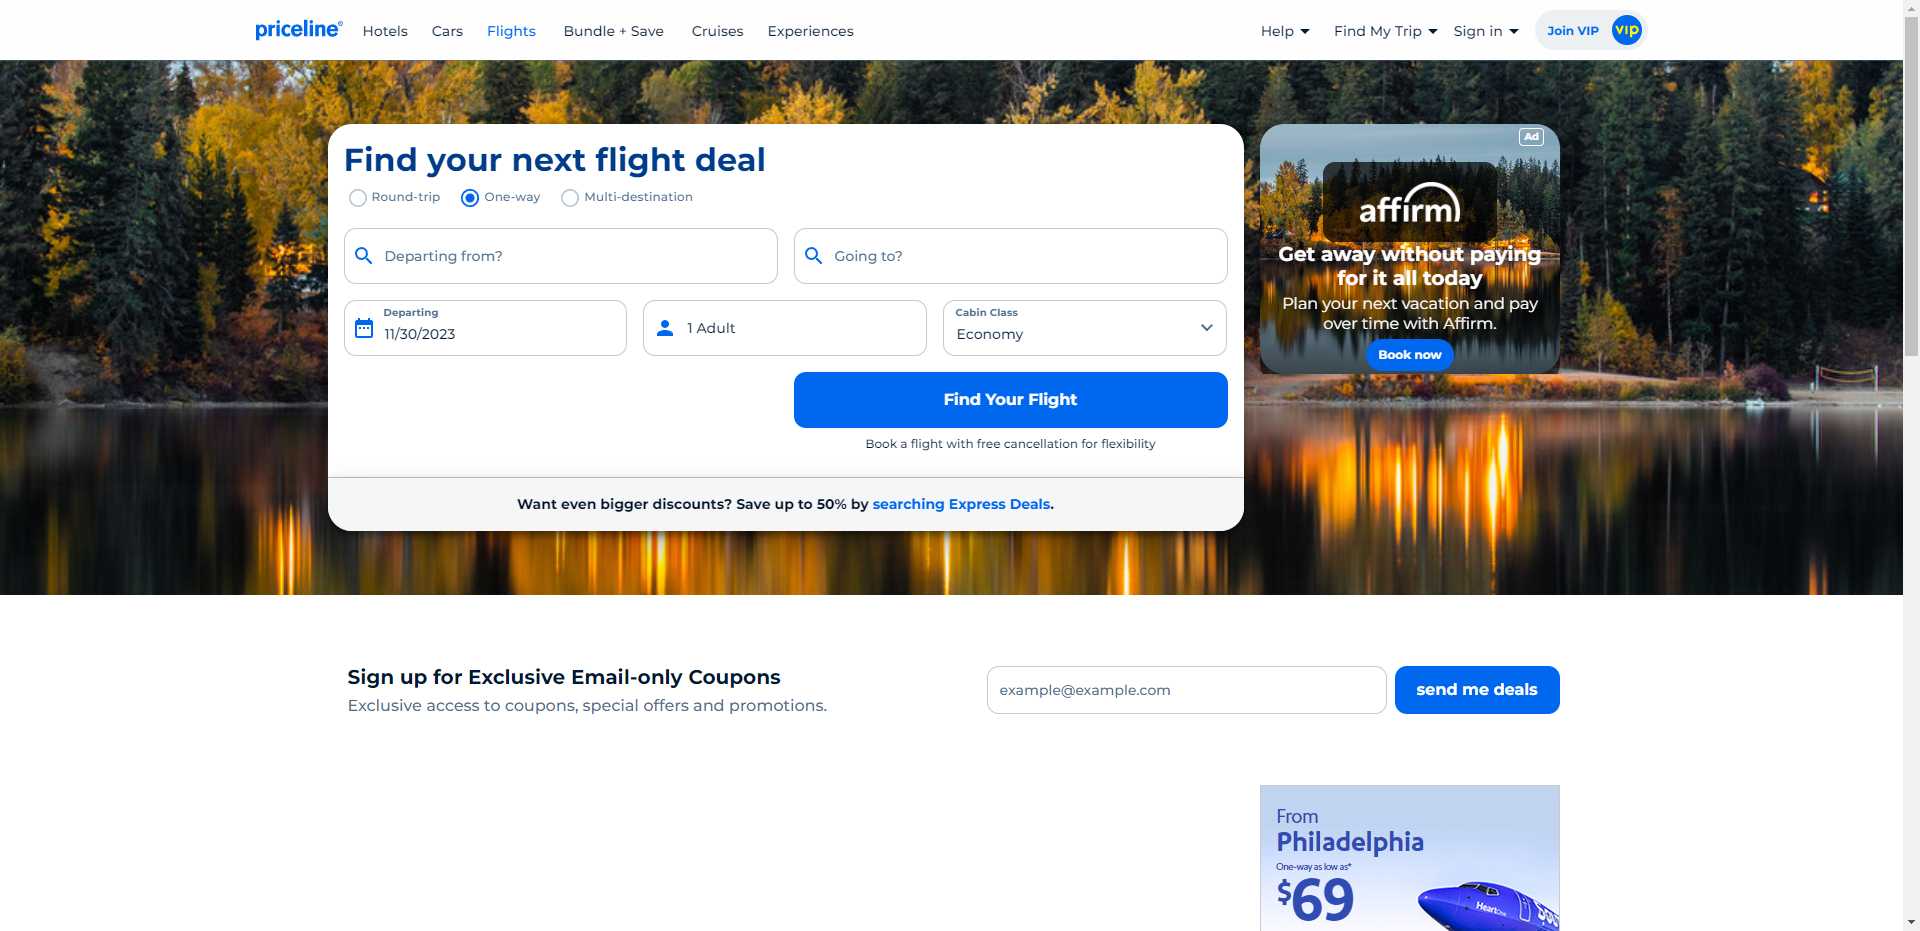 priceline®
Hotels
Cars
Flights
Bundle + Save
Cruises
Experiences
Help
Find My Trip
Sign in
Join VIP
VIP
Find your next flight deal
Round-trip
One-way
Multi-destination
Departing from?
Going to?
Departing
11/30/2023
1 Adult
Cabin Class
Economy
Find Your Flight
Book a flight with free cancellation for flexibility
Want even bigger discounts? Save up to 50% by searching Express Deals.
Ad
affirm
Get away without paying
for it all today
Plan your next vacation and pay
over time with Affirm.
Book now
Sign up for Exclusive Email-only Coupons
Exclusive access to coupons, special offers and promotions.
example@example.com
send me deals
From
Philadelphia
One-way as low as*
$69